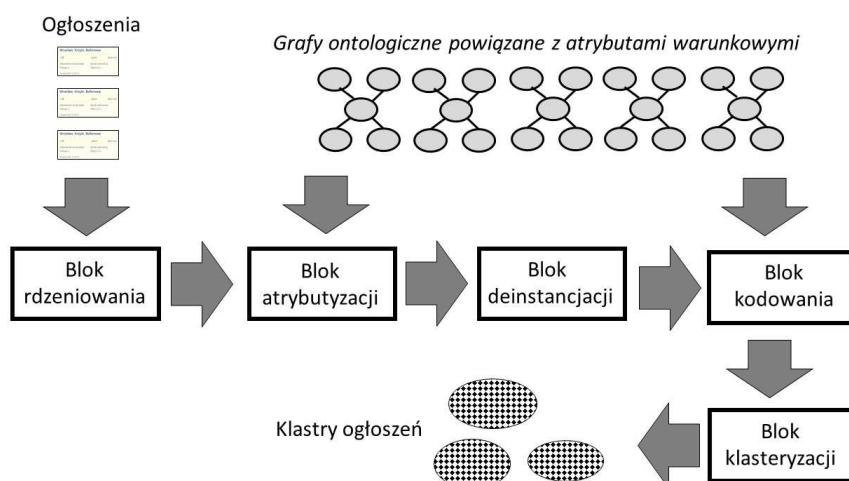 Ogłoszenia
Grafy ontologiczne powiązane z atrybutami warunkowymi
Blok
rdzeniowania
Blok
atrybutyzacji
Blok
deinstancjacji
Blok
kodowania
Klastry ogłoszeń
Blok
klasteryzacji